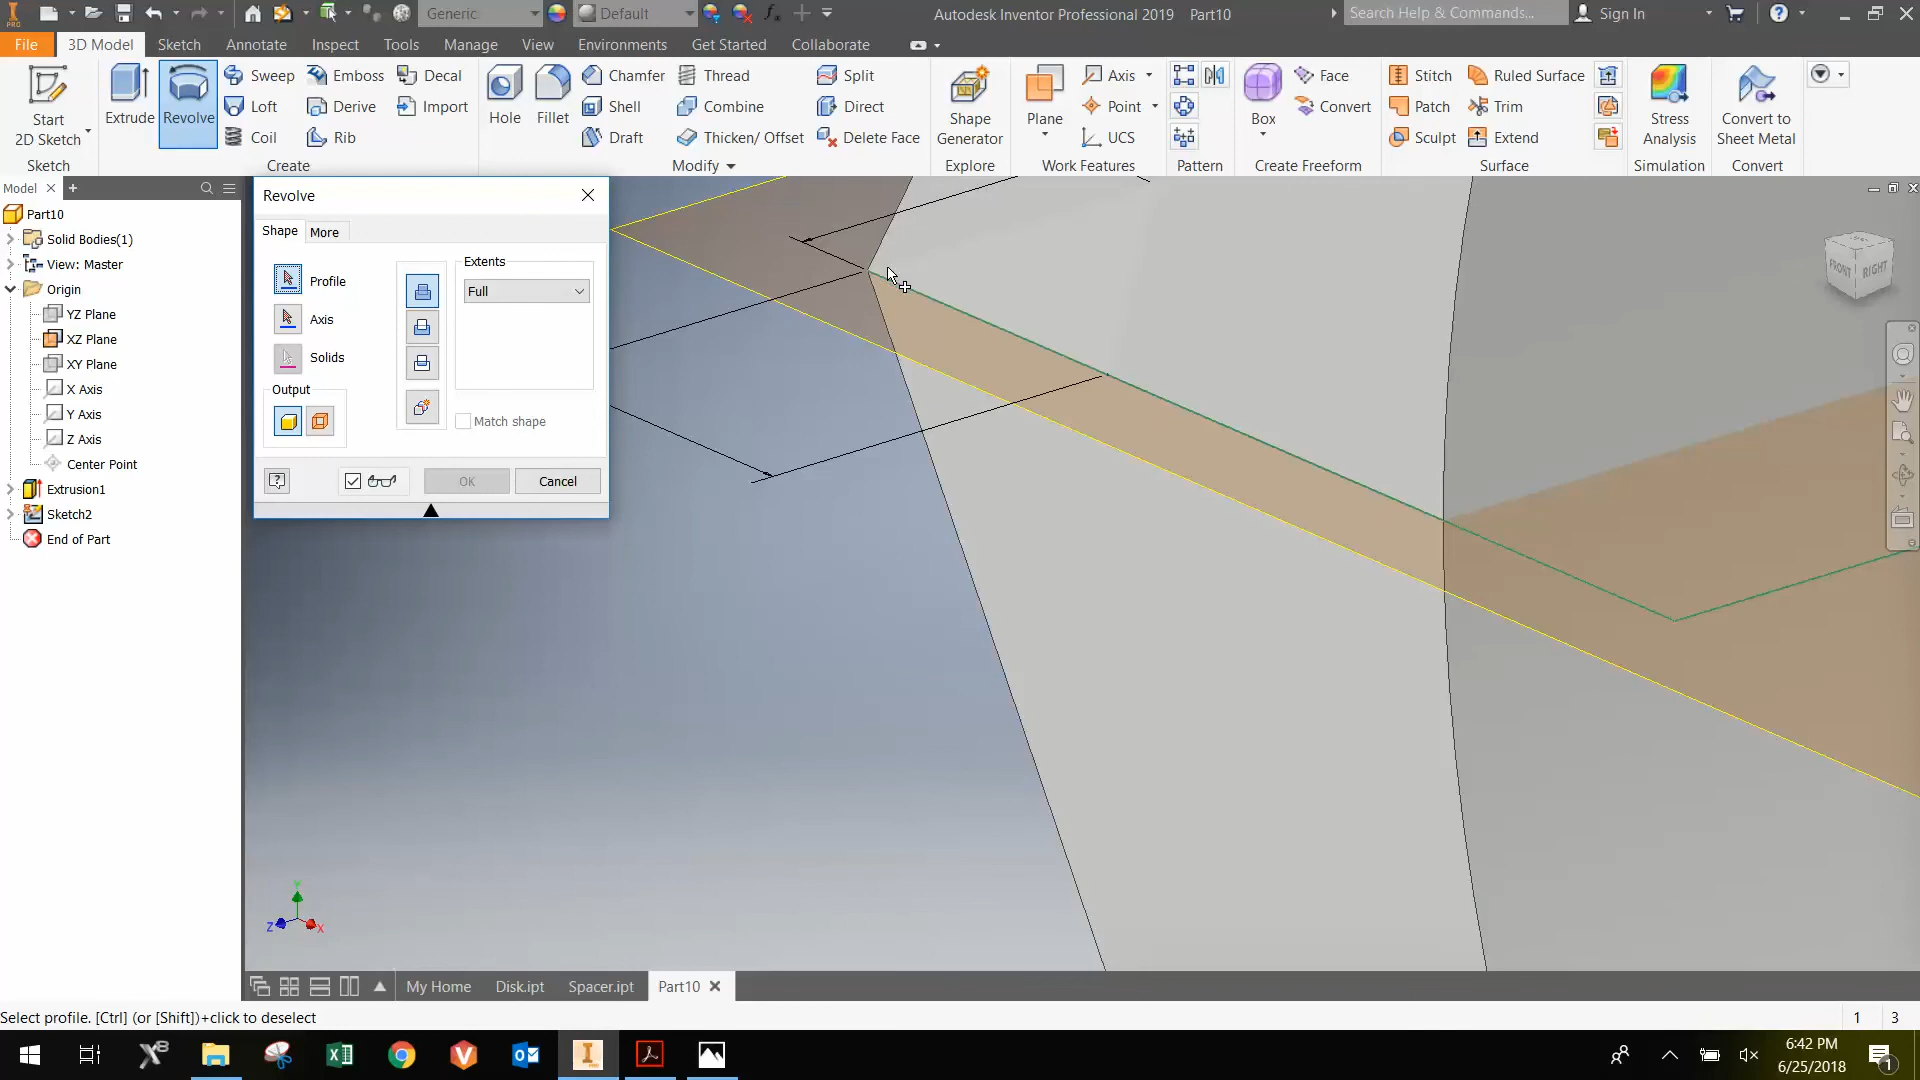 Generic
Default
Autodesk Inventor Professional 2019 Part10
Search Help & Commands...
Sign In
File
3D Model
Sketch
Annotate
Inspect
Tools
Manage
View
Environments
Get Started
Collaborate
Start
2D Sketch
Extrude
Revolve
Sweep
Loft
Coil
Emboss
Derive
Rib
Decal
Import
Hole
Fillet
Chamfer
Shell
Draft
Thread
Combine
Thicken/ Offset
Split
Direct
Delete Face
Shape
Generator
Plane
Axis
Point
UCS
Box
Face
Convert
Stitch
Patch
Sculpt
Ruled Surface
Trim
Extend
Stress
Analysis
Convert to
Sheet Metal
Sketch
Create
Modify
Explore
Work Features
Pattern
Create Freeform
Surface
Simulation
Convert
Model
Part10
Solid Bodies(1)
View: Master
Origin
YZ Plane
XZ Plane
XY Plane
X Axis
Y Axis
Z Axis
Center Point
Extrusion1
Sketch2
End of Part
Revolve
Shape
More
Profile
Axis
Solids
Output
Extents
Full
Match shape
OK
Cancel
FRONT
RIGHT
Y
Z
X
My Home
Disk.ipt
Spacer.ipt
Part10
Select profile. [Ctrl] (or [Shift])+click to deselect
1 3
6:42 PM
6/25/2018
1